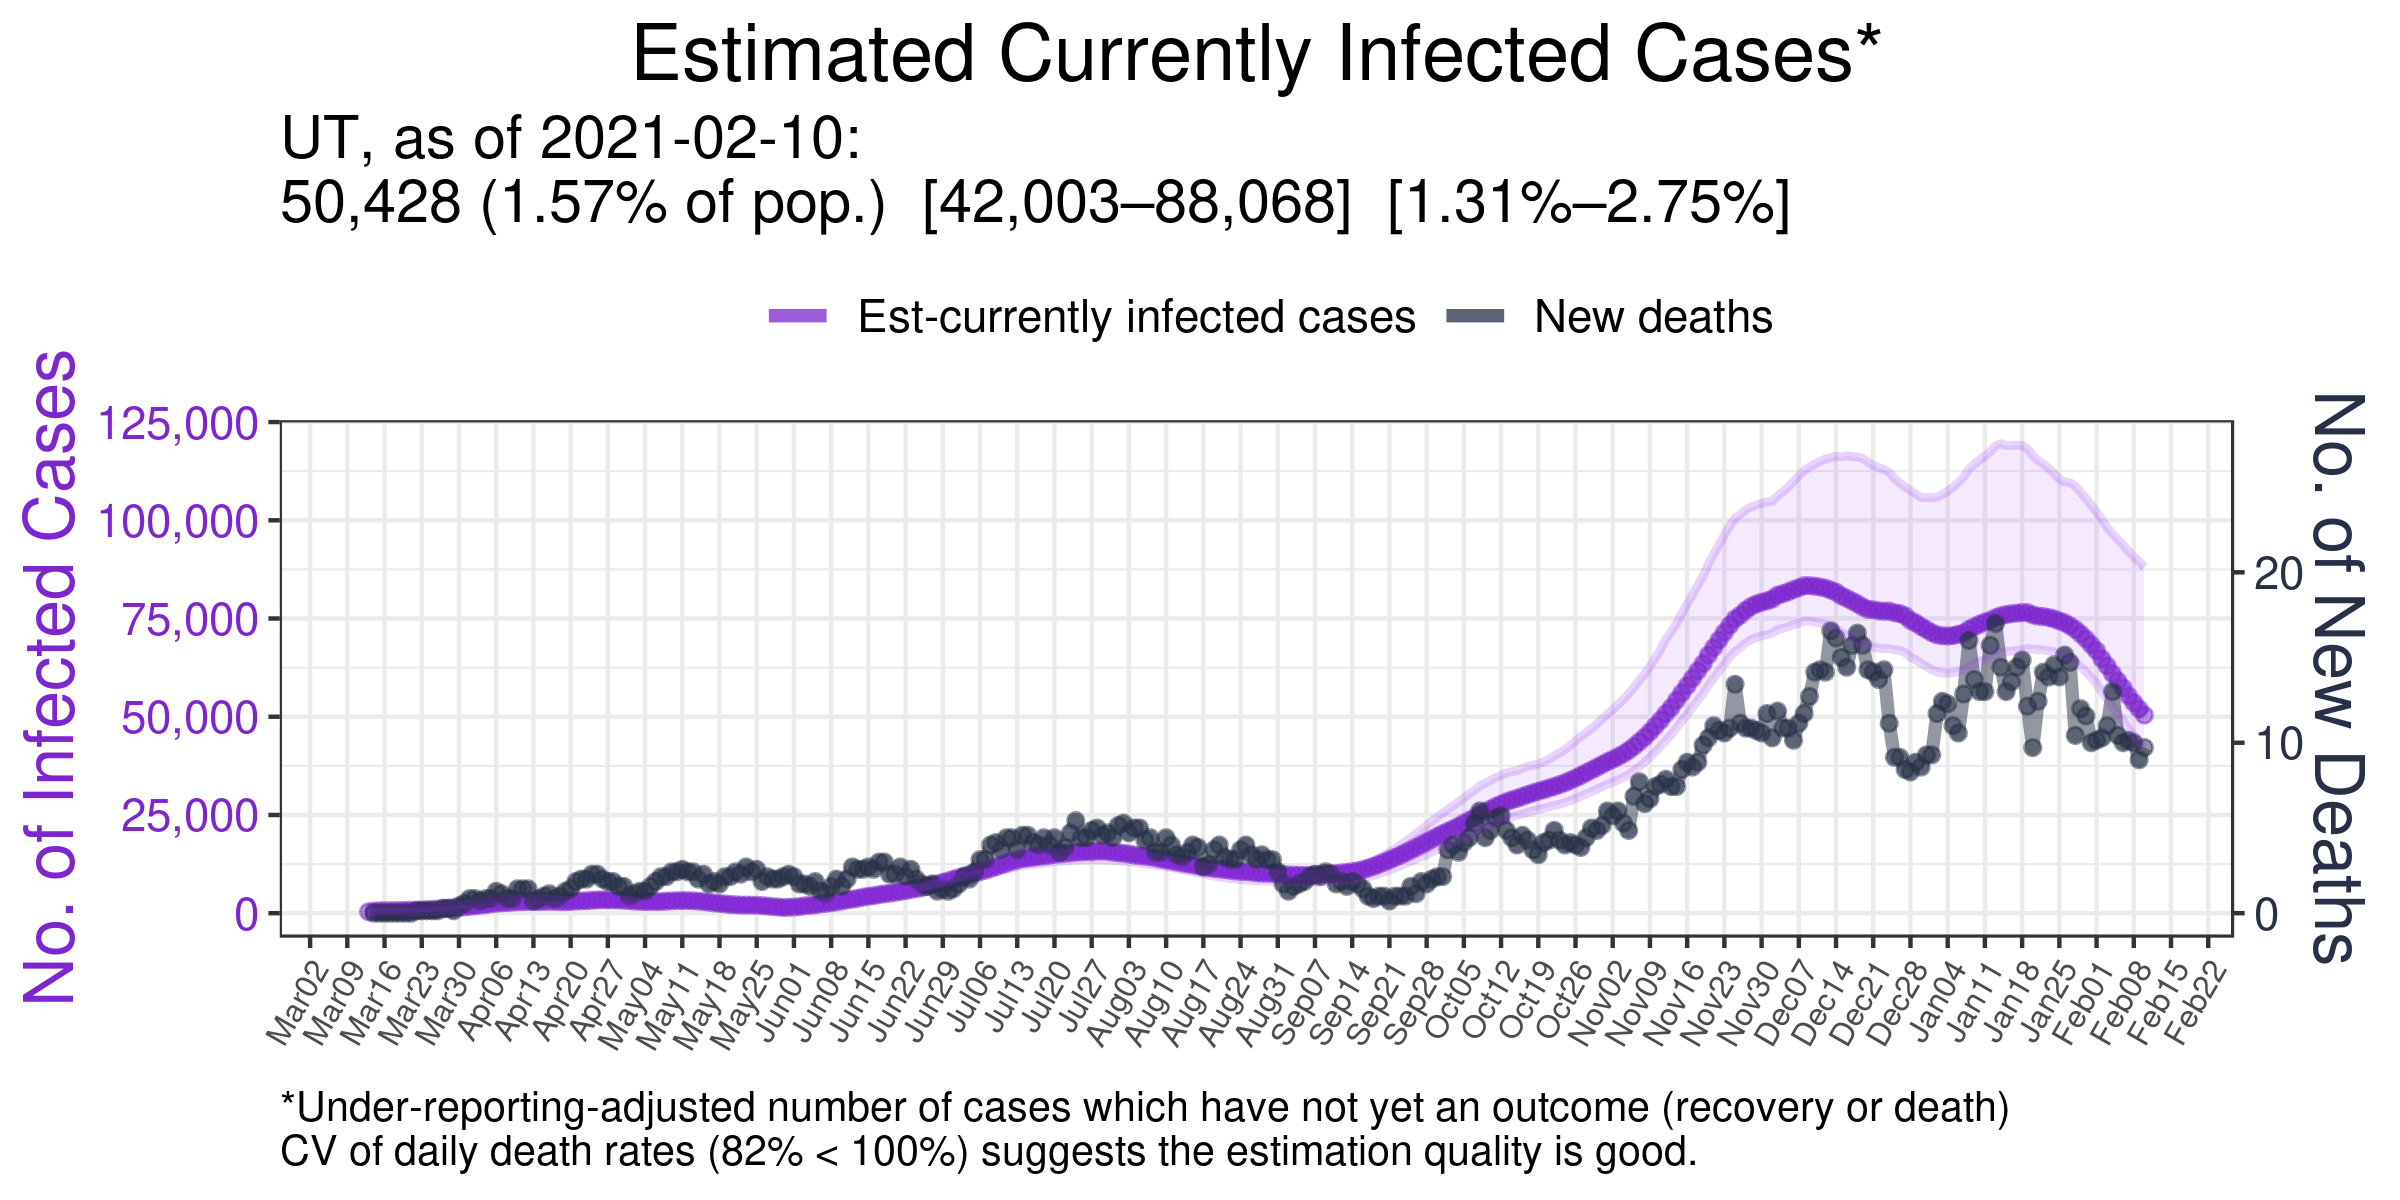 Estimated Currently Infected Cases*
UT, as of 2021-02-10:
50,428 (1.57% of pop.) [42,003–88,068] [1.31%–2.75%]
Est-currently infected cases New deaths
No. of Infected Cases
125,000
100,000
75,000
50,000
25,000
0
No. of New Deaths
20
10
0
Mar02 Mar09 Mar16 Mar23 Mar30 Apr06 Apr13 Apr20 Apr27 May04 May11 May18 May25 Jun01 Jun08 Jun15 Jun22 Jun29 Jul06 Jul13 Jul20 Jul27 Aug03 Aug10 Aug17 Aug24 Aug31 Sep07 Sep14 Sep21 Sep28 Oct05 Oct12 Oct19 Oct26 Nov02 Nov09 Nov16 Nov23 Nov30 Dec07 Dec14 Dec21 Dec28 Jan04 Jan11 Jan18 Jan25 Feb01 Feb08 Feb15 Feb22
*Under-reporting-adjusted number of cases which have not yet an outcome (recovery or death)
CV of daily death rates (82% < 100%) suggests the estimation quality is good.